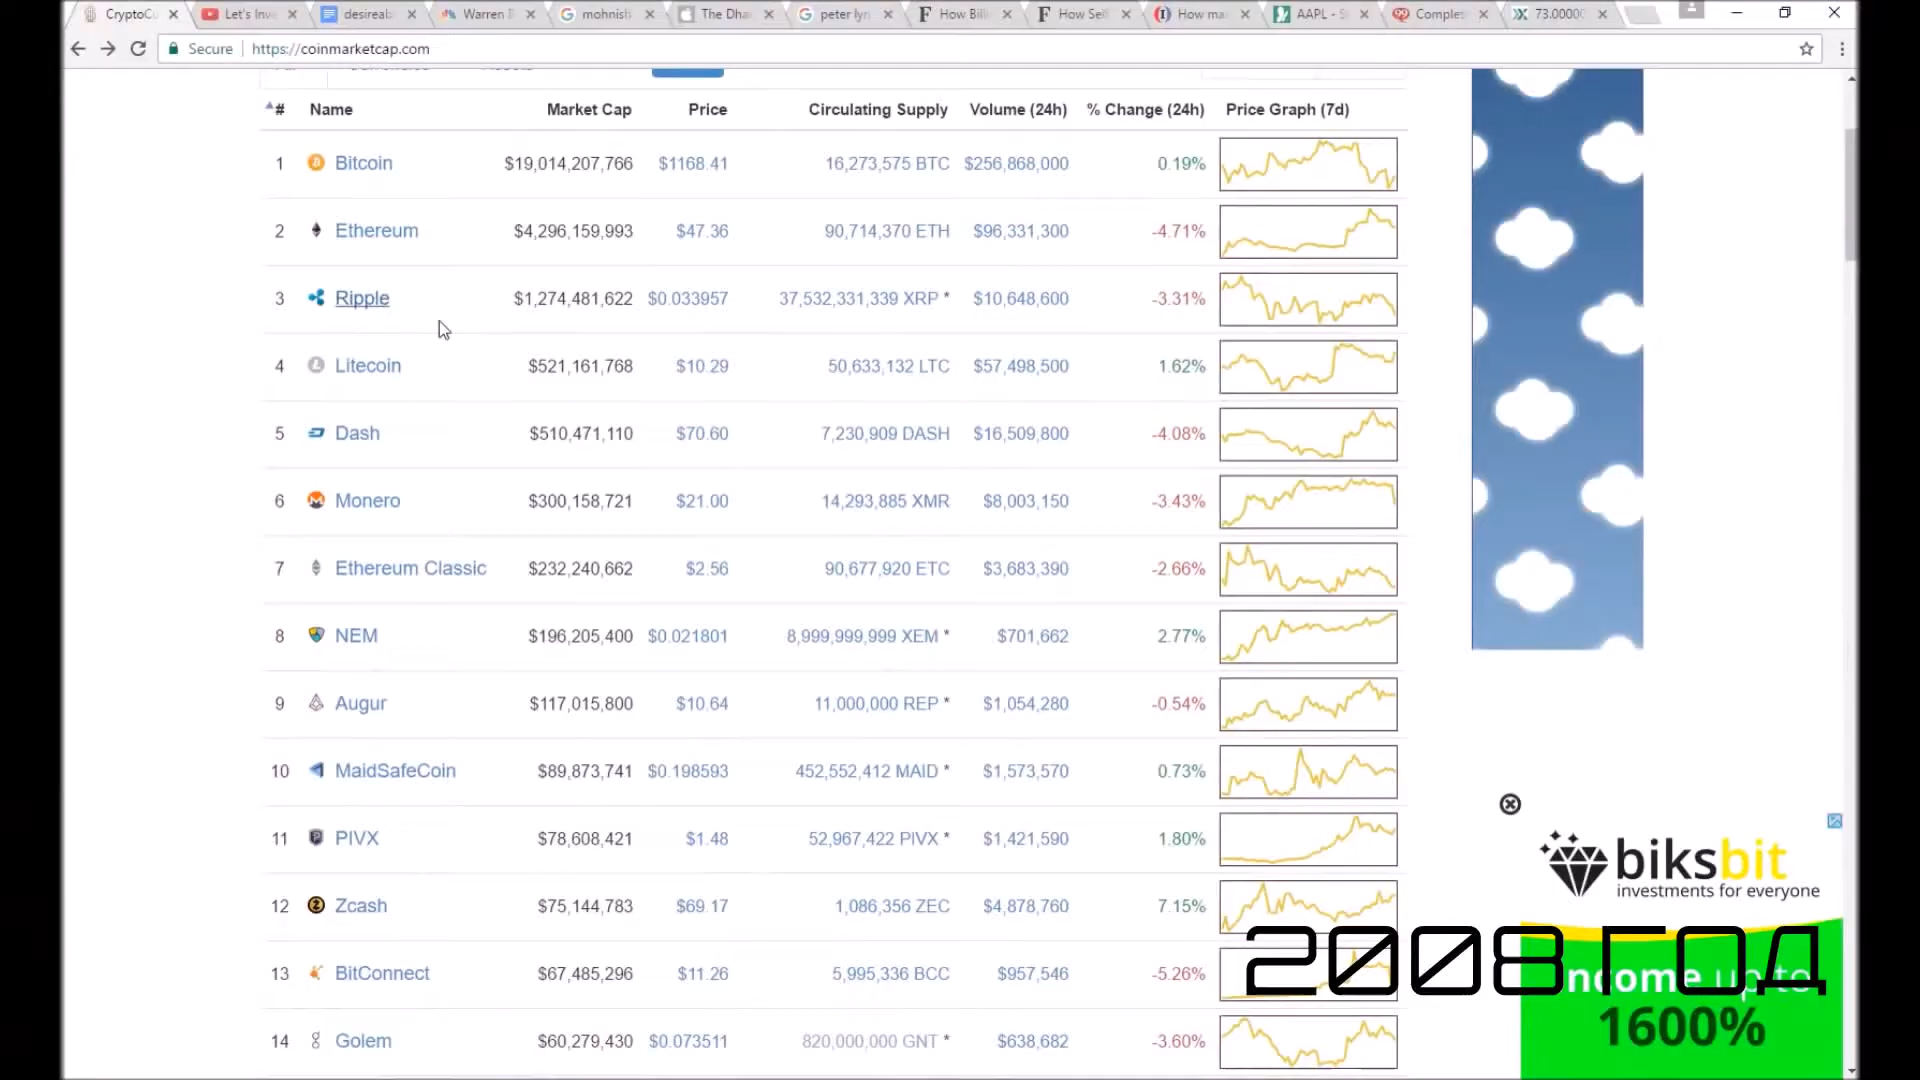 CryptoCu
Let's Inve
desireabl
Warren B
mohnish
The Dha
peter lyn
How Bill
How Self
How ma
AAPL - S
Complet
73.0000
Secure https://coinmarketcap.com
# Name Market Cap Price Circulating Supply Volume (24h) % Change (24h) Price Graph (7d)
1 Bitcoin $19,014,207,766 $1168.41 16,273,575 BTC $256,868,000 0.19%
2 Ethereum $4,296,159,993 $47.36 90,714,370 ETH $96,331,300 -4.71%
3 Ripple $1,274,481,622 $0.033957 37,532,331,339 XRP * $10,648,600 -3.31%
4 Litecoin $521,161,768 $10.29 50,633,132 LTC $57,498,500 1.62%
5 Dash $510,471,110 $70.60 7,230,909 DASH $16,509,800 -4.08%
6 Monero $300,158,721 $21.00 14,293,885 XMR $8,003,150 -3.43%
7 Ethereum Classic $232,240,662 $2.56 90,677,920 ETC $3,683,390 -2.66%
8 NEM $196,205,400 $0.021801 8,999,999,999 XEM * $701,662 2.77%
9 Augur $117,015,800 $10.64 11,000,000 REP * $1,054,280 -0.54%
10 MaidSafeCoin $89,873,741 $0.198593 452,552,412 MAID * $1,573,570 0.73%
11 PIVX $78,608,421 $1.48 52,967,422 PIVX * $1,421,590 1.80%
12 Zcash $75,144,783 $69.17 1,086,356 ZEC $4,878,760 7.15%
13 BitConnect $67,485,296 $11.26 5,995,336 BCC $957,546 -5.26%
14 Golem $60,279,430 $0.073511 820,000,000 GNT * $638,682 -3.60%
biksbit
investments for everyone
2008 ГОД
Income up to
1600%